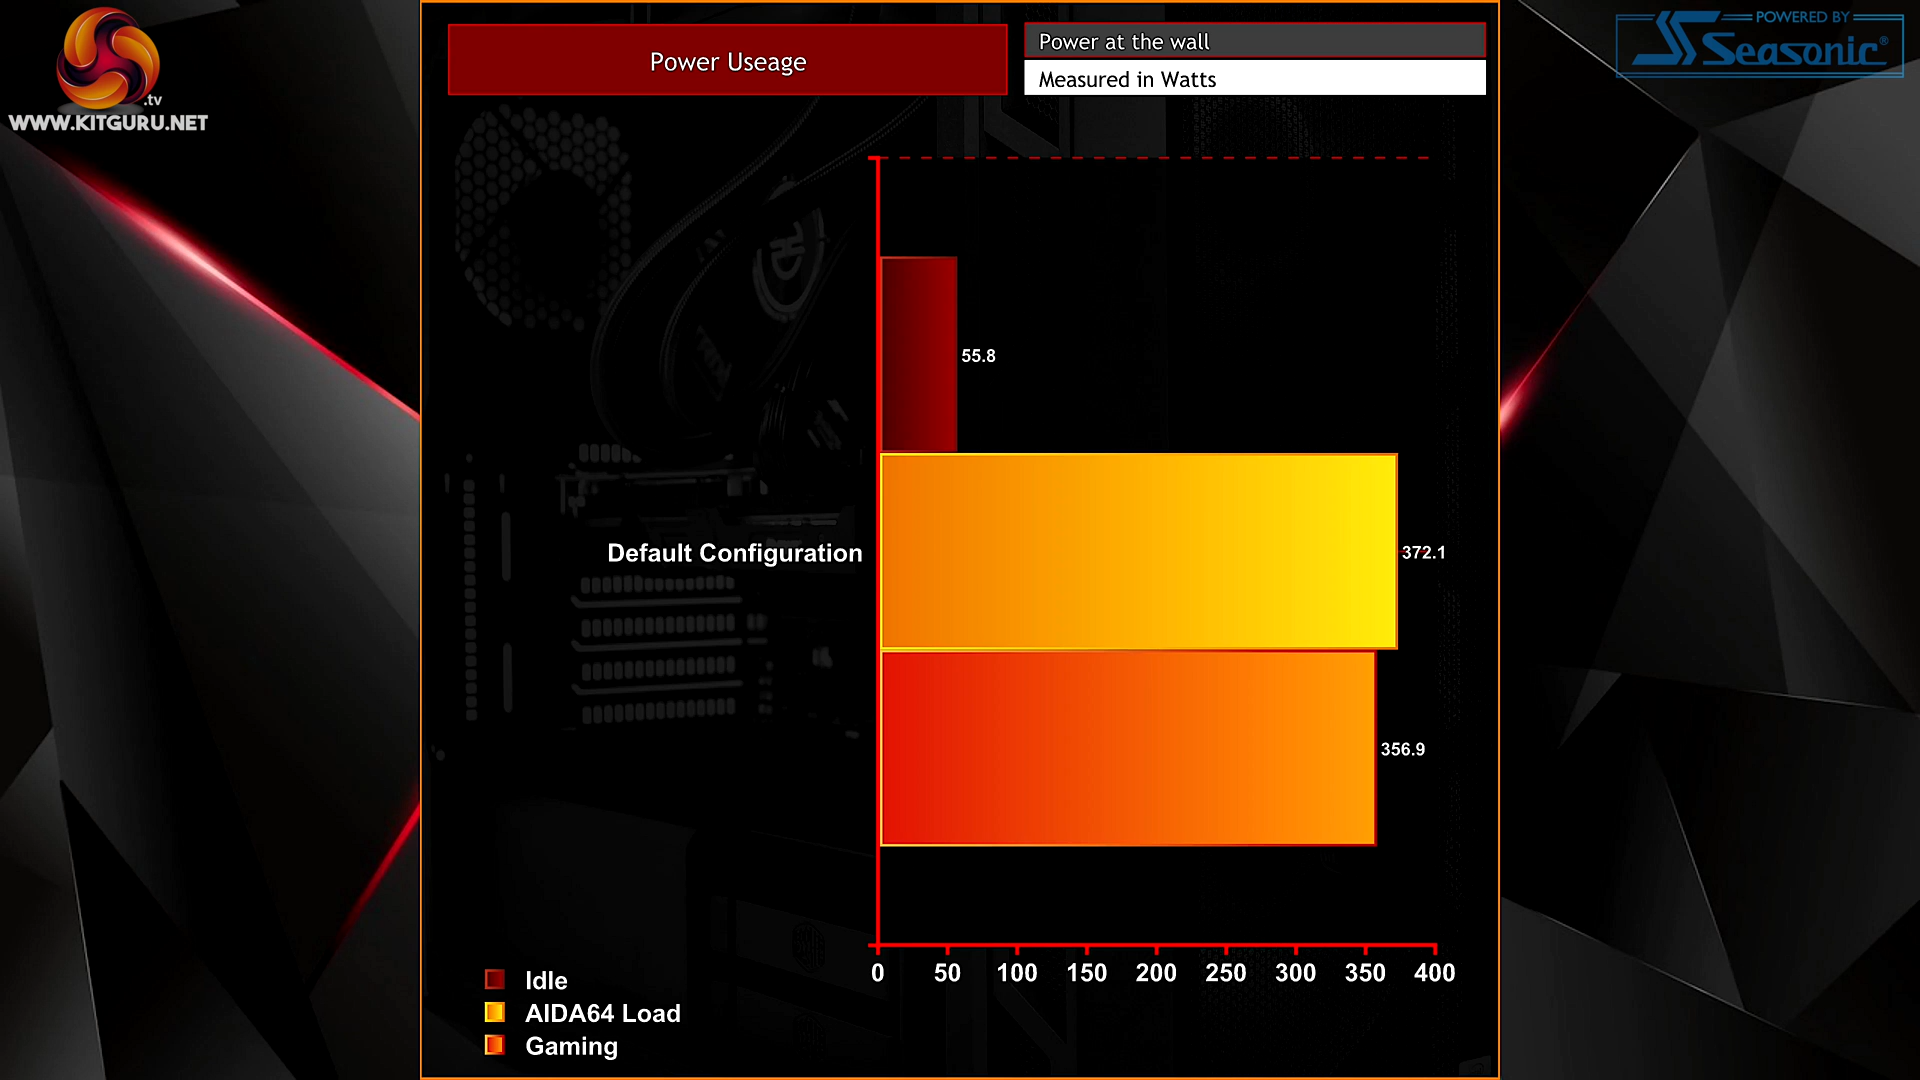 Power Useage
Power at the wall
Measured in Watts
.tv
WWW.KITGURU.NET
POWERED BY
Seasonic®
55.8
Default Configuration
372.1
356.9
0 50 100 150 200 250 300 350 400
Idle
AIDA64 Load
Gaming